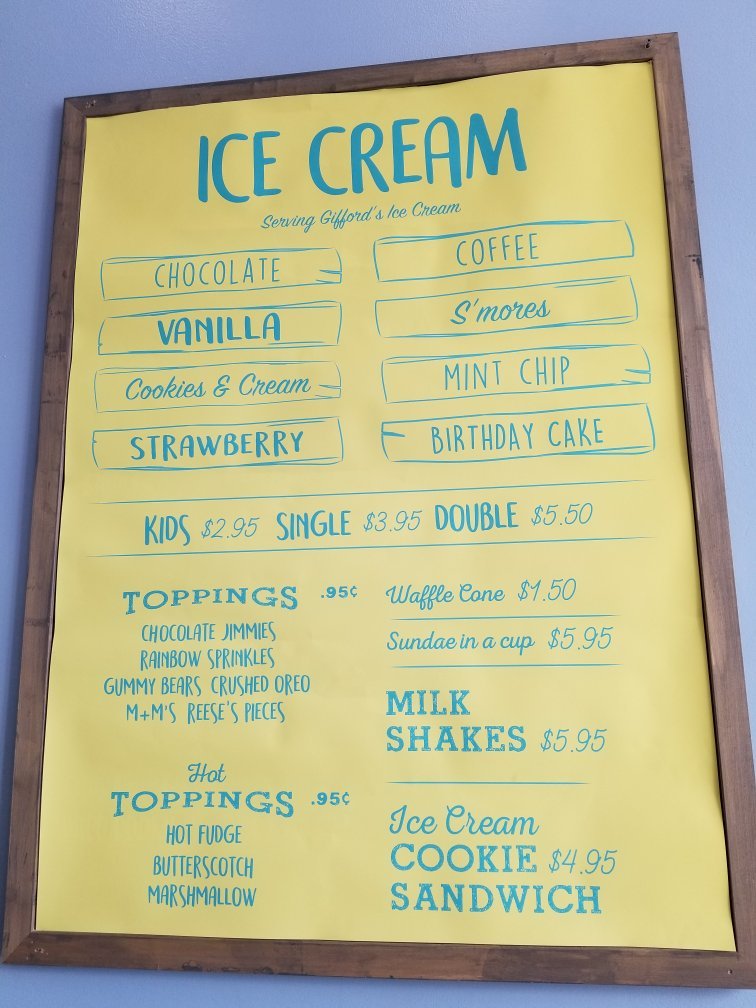 ICE CREAM
Serving Gifford's Ice Cream
CHOCOLATE
VANILLA
Cookies & Cream
STRAWBERRY
COFFEE
S'mores
MINT CHIP
BIRTHDAY CAKE
KIDS $2.95 SINGLE $3.95 DOUBLE $5.50
TOPPINGS .95¢
CHOCOLATE JIMMIES
RAINBOW SPRINKLES
GUMMY BEARS CRUSHED OREO
M+M'S REESE'S PIECES
Hot
TOPPINGS .95¢
HOT FUDGE
BUTTERSCOTCH
MARSHMALLOW
Waffle Cone $1.50
Sundae in a cup $5.95
MILK
SHAKES $5.95
Ice Cream
COOKIE $4.95
SANDWICH